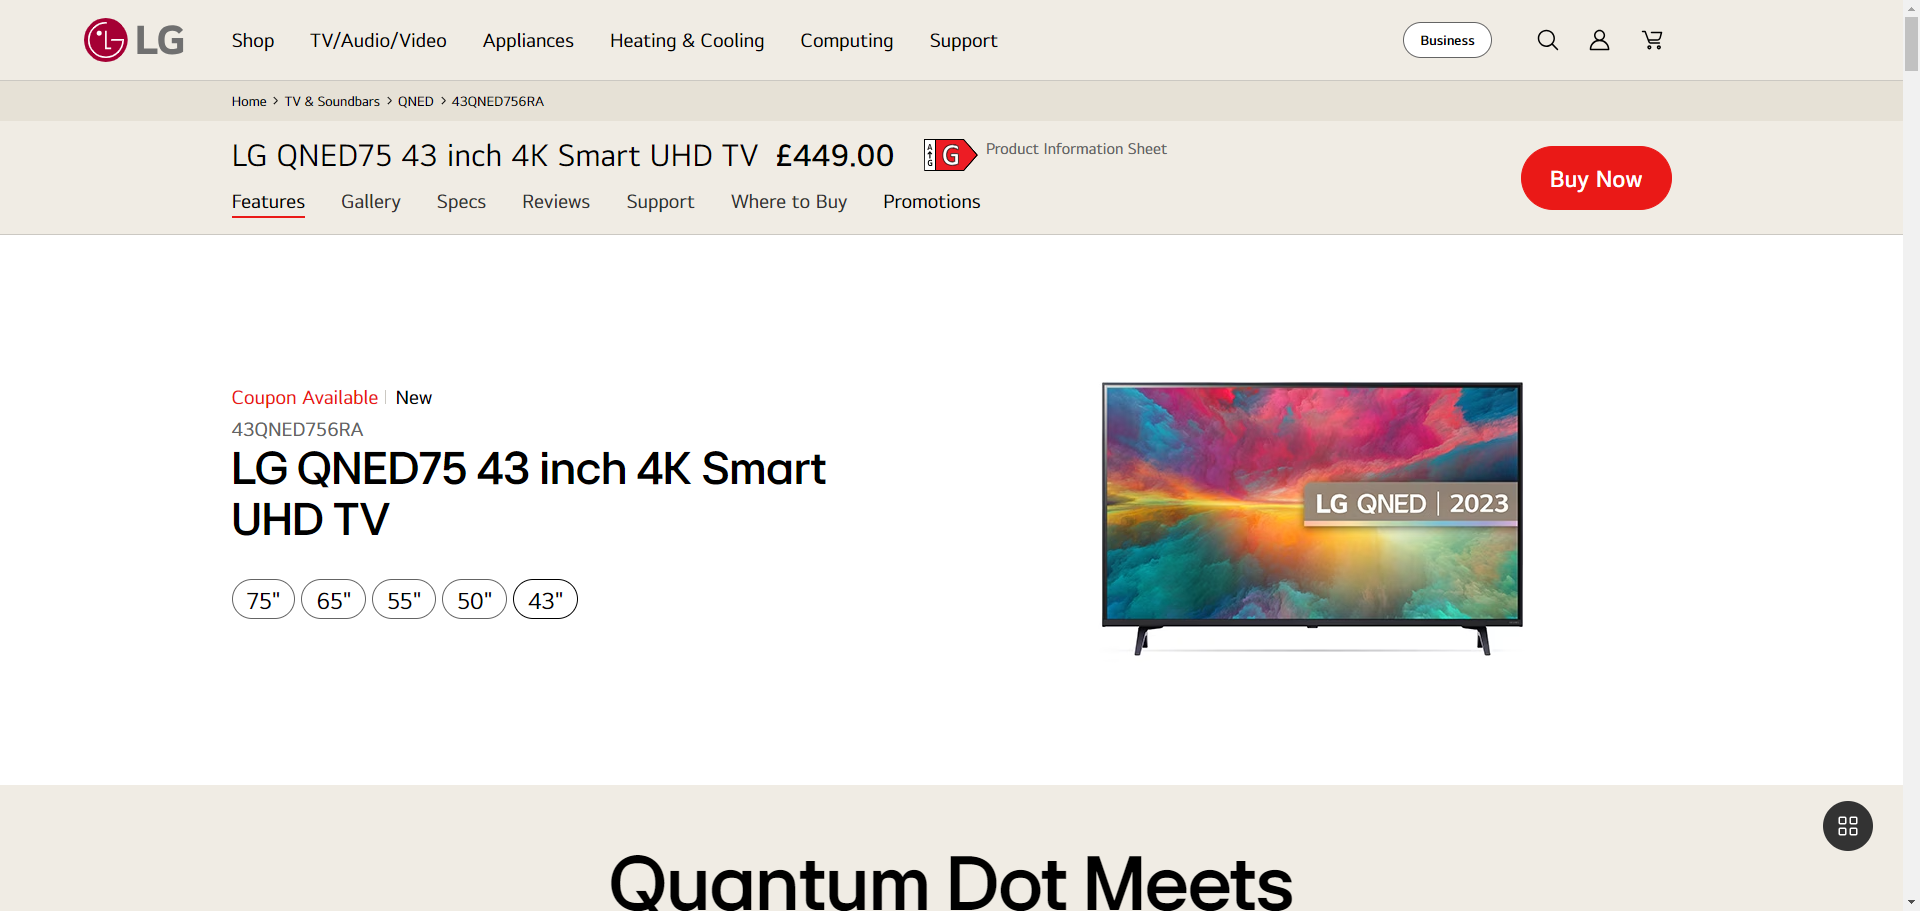 LG
Shop TV/Audio/Video Appliances Heating & Cooling Computing Support Business
Home > TV & Soundbars > QNED > 43QNED756RA
LG QNED75 43 inch 4K Smart UHD TV £449.00 A G G Product Information Sheet
Features Gallery Specs Reviews Support Where to Buy Promotions
Buy Now
Coupon Available New
43QNED756RA
LG QNED75 43 inch 4K Smart
UHD TV
75" 65" 55" 50" 43"
LG QNED | 2023
Quantum Dot Meets